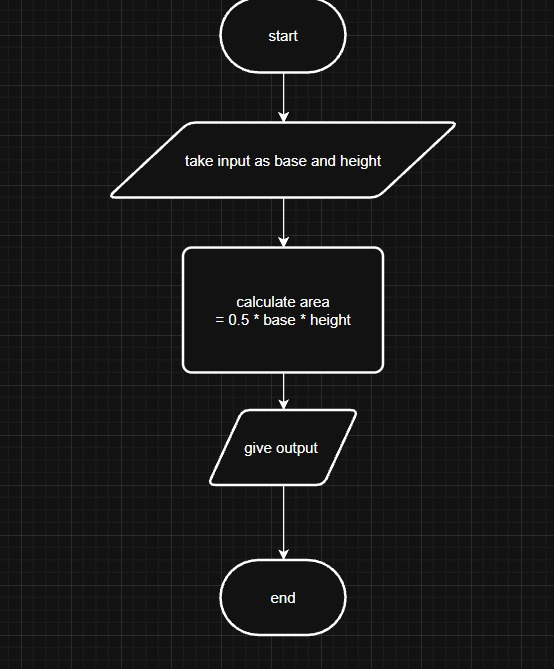 start
take input as base and height
calculate area
= 0.5 * base * height
give output
end